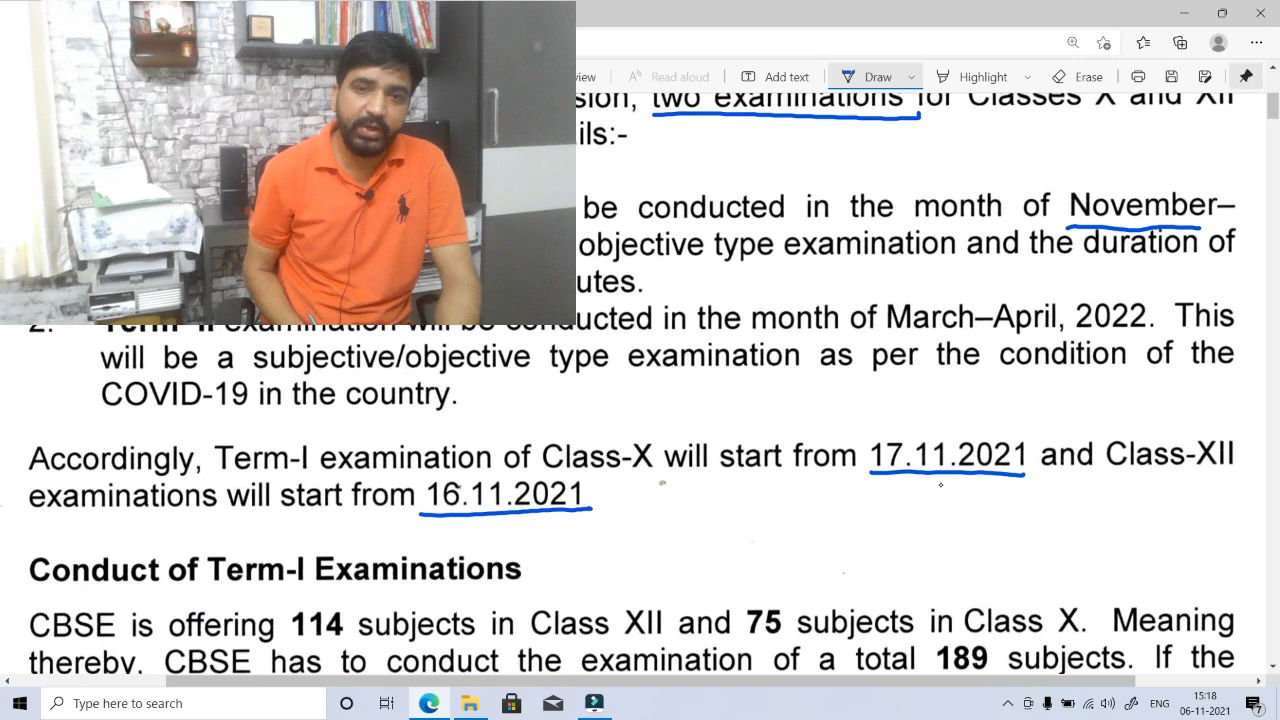 view Read aloud Add text Draw Highlight Erase
sion, two examinations for Classes X and XII
ils:-
be conducted in the month of November–
objective type examination and the duration of
utes.
2. Term–II examination will be conducted in the month of March–April, 2022. This
will be a subjective/objective type examination as per the condition of the
COVID-19 in the country.
Accordingly, Term-I examination of Class-X will start from 17.11.2021 and Class-XII
examinations will start from 16.11.2021
Conduct of Term-I Examinations
CBSE is offering 114 subjects in Class XII and 75 subjects in Class X. Meaning
thereby, CBSE has to conduct the examination of a total 189 subjects. If the
Type here to search
ENG
15:18
06-11-2021
7